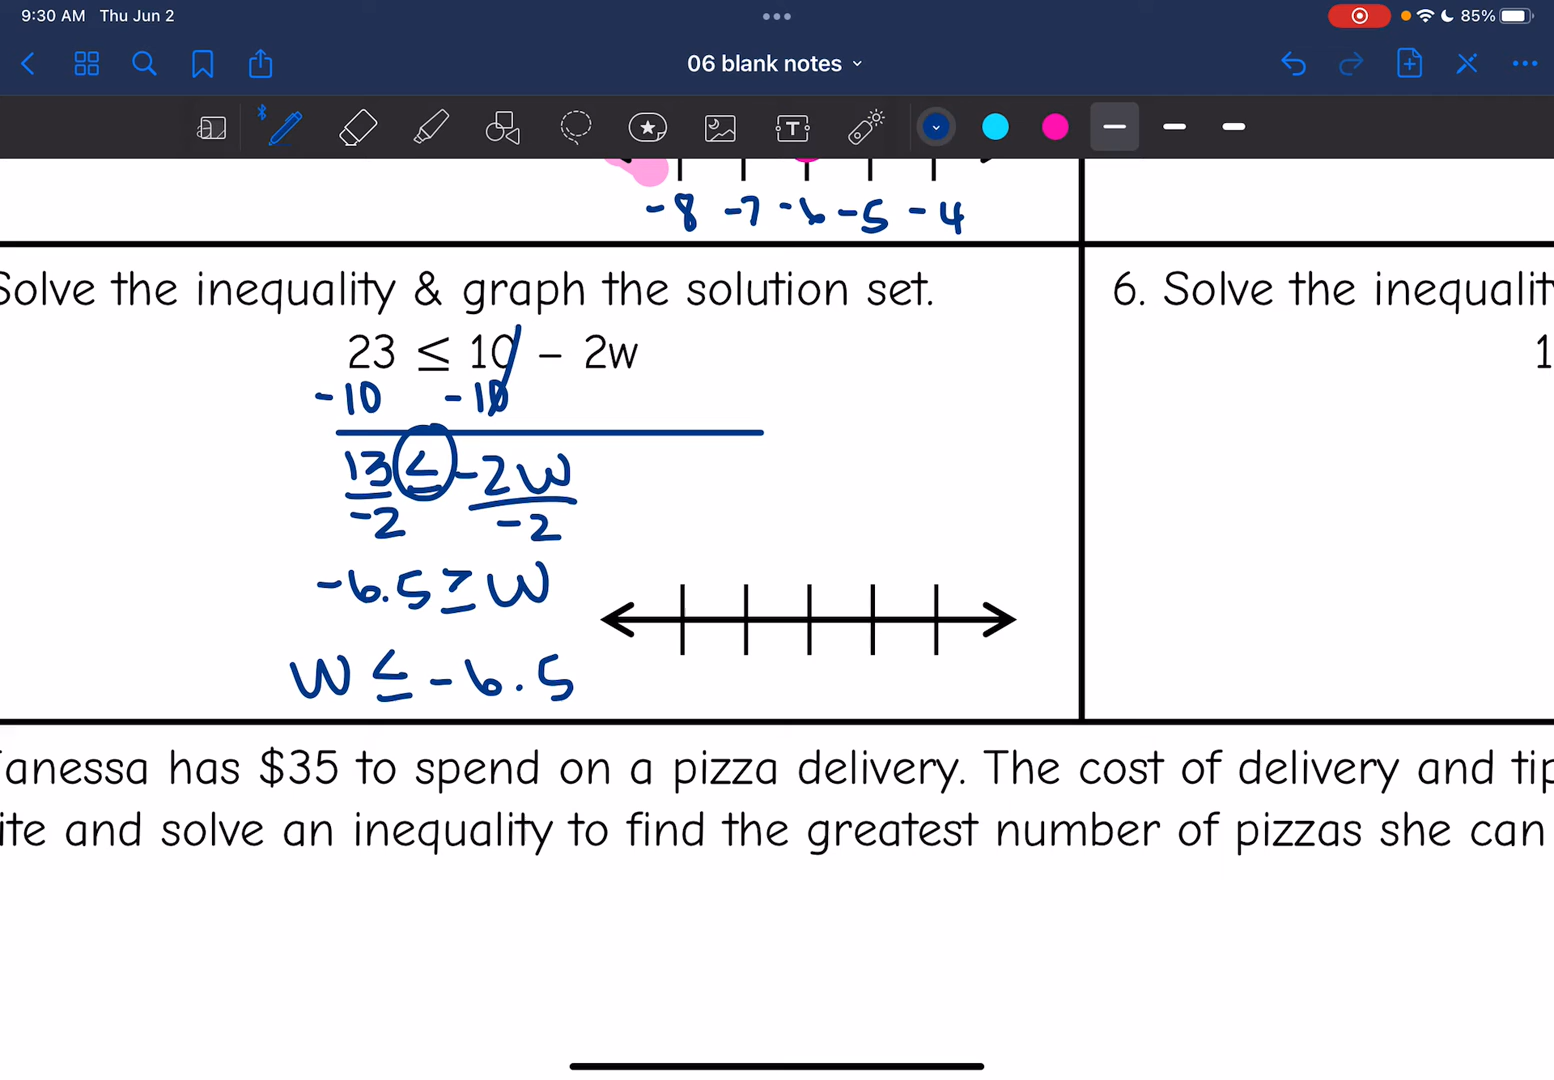 9:30 AM Thu Jun 2
85%
06 blank notes
T
-8 -7 -6 -5 -4
Solve the inequality & graph the solution set.
23 ≤ 10 – 2w
-10 -10
13 ≤ -2w
-2 -2
-6.5 ≥ w
w ≤ -6.5
6. Solve the inequalit
1
anessa has $35 to spend on a pizza delivery. The cost of delivery and tip
ite and solve an inequality to find the greatest number of pizzas she can